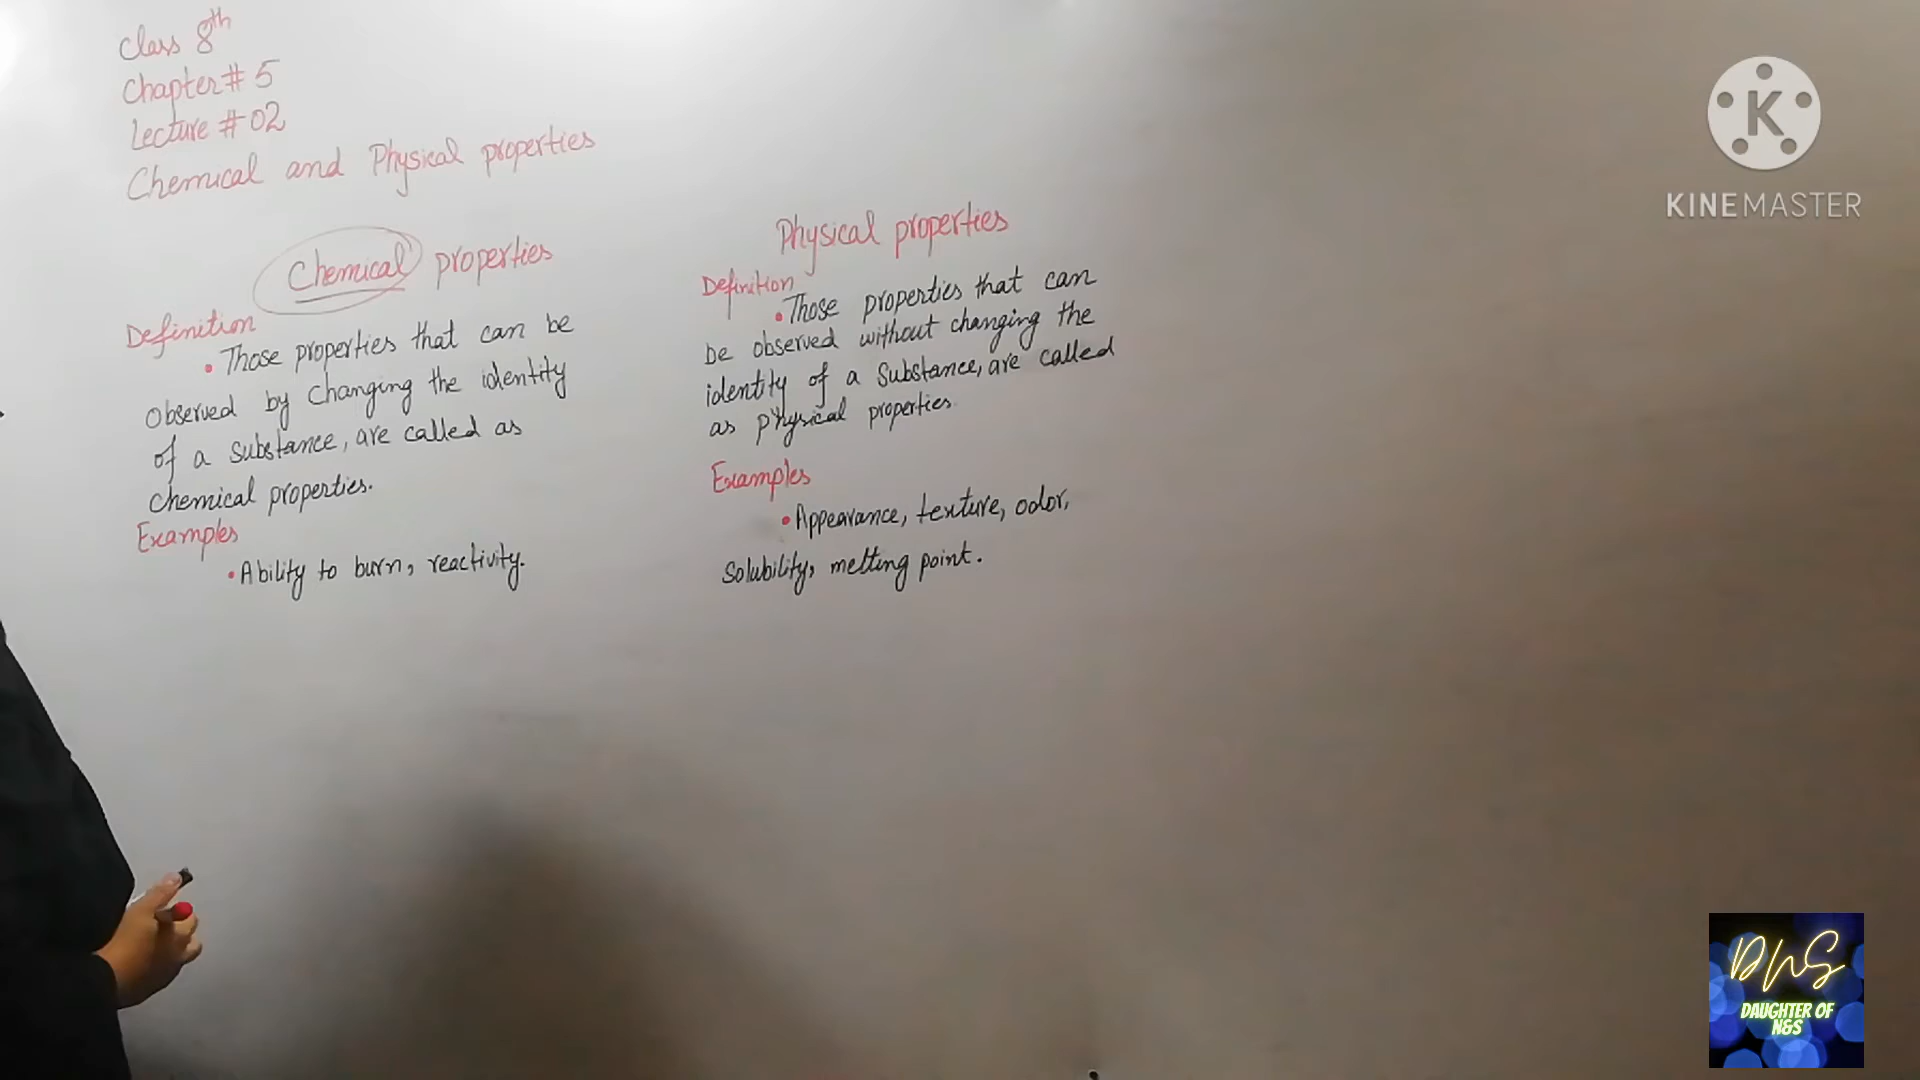 Class 8th
Chapter # 5
Lecture # 02
Chemical and Physical properties
Chemical properties
Definition
• Those properties that can be
observed by changing the identity
of a substance, are called as
chemical properties.
Examples
• Ability to burn, reactivity.
Physical properties
Definition
• Those properties that can
be observed without changing the
identity of a substance, are called
as physical properties.
Examples
• Appearance, texture, odor,
solubility, melting point.
K
KINEMASTER
DNS
DAUGHTER OF
N&S